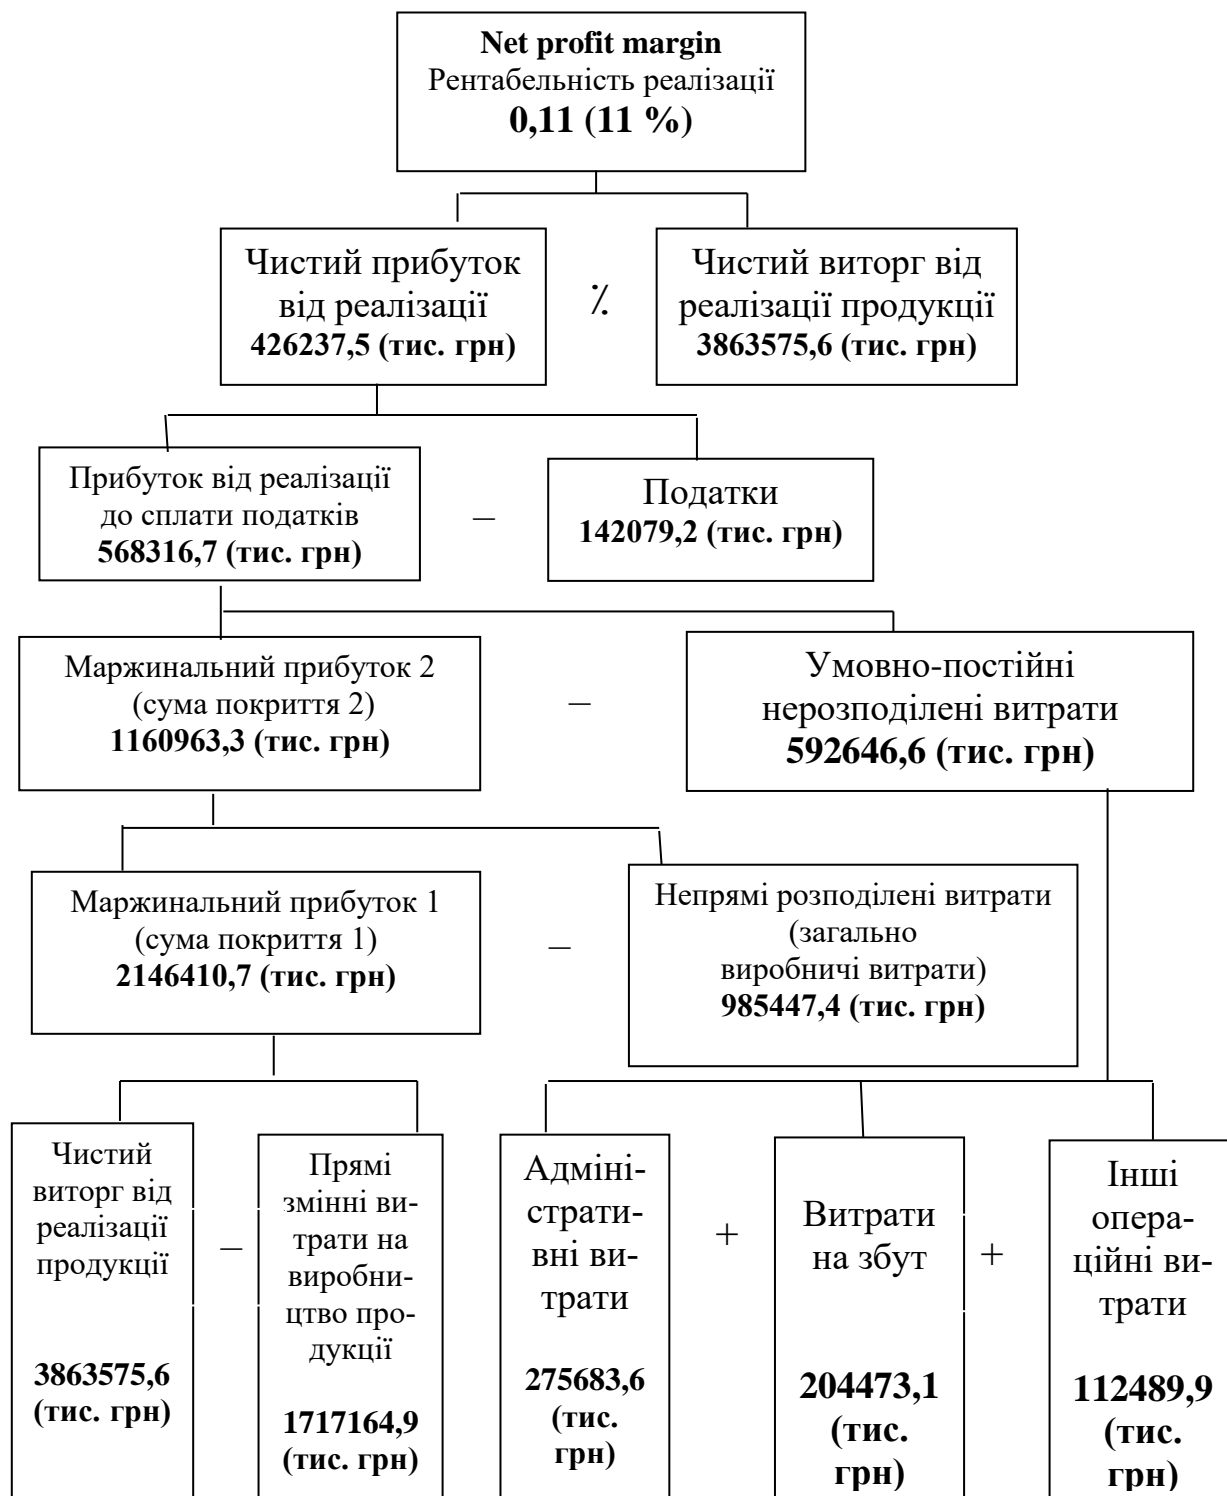 Net profit margin
Рентабельність реалізації
0,11 (11 %)
Чистий прибуток
від реалізації
426237,5 (тис. грн)
⁒
Чистий виторг від
реалізації продукції
3863575,6 (тис. грн)
Прибуток від реалізації
до сплати податків
568316,7 (тис. грн)
–
Податки
142079,2 (тис. грн)
Маржинальний прибуток 2
(сума покриття 2)
1160963,3 (тис. грн)
–
Умовно-постійні
нерозподілені витрати
592646,6 (тис. грн)
Маржинальний прибуток 1
(сума покриття 1)
2146410,7 (тис. грн)
–
Непрямі розподілені витрати
(загально
виробничі витрати)
985447,4 (тис. грн)
Чистий
виторг від
реалізації
продукції
3863575,6
(тис. грн)
–
Прямі
змінні ви-
трати на
виробни-
цтво про-
дукції
1717164,9
(тис. грн)
Адміні-
страти-
вні ви-
трати
275683,6
(тис.
грн)
+
Витрати
на збут
204473,1
(тис.
грн)
+
Інші
опера-
ційні ви-
трати
112489,9
(тис.
грн)